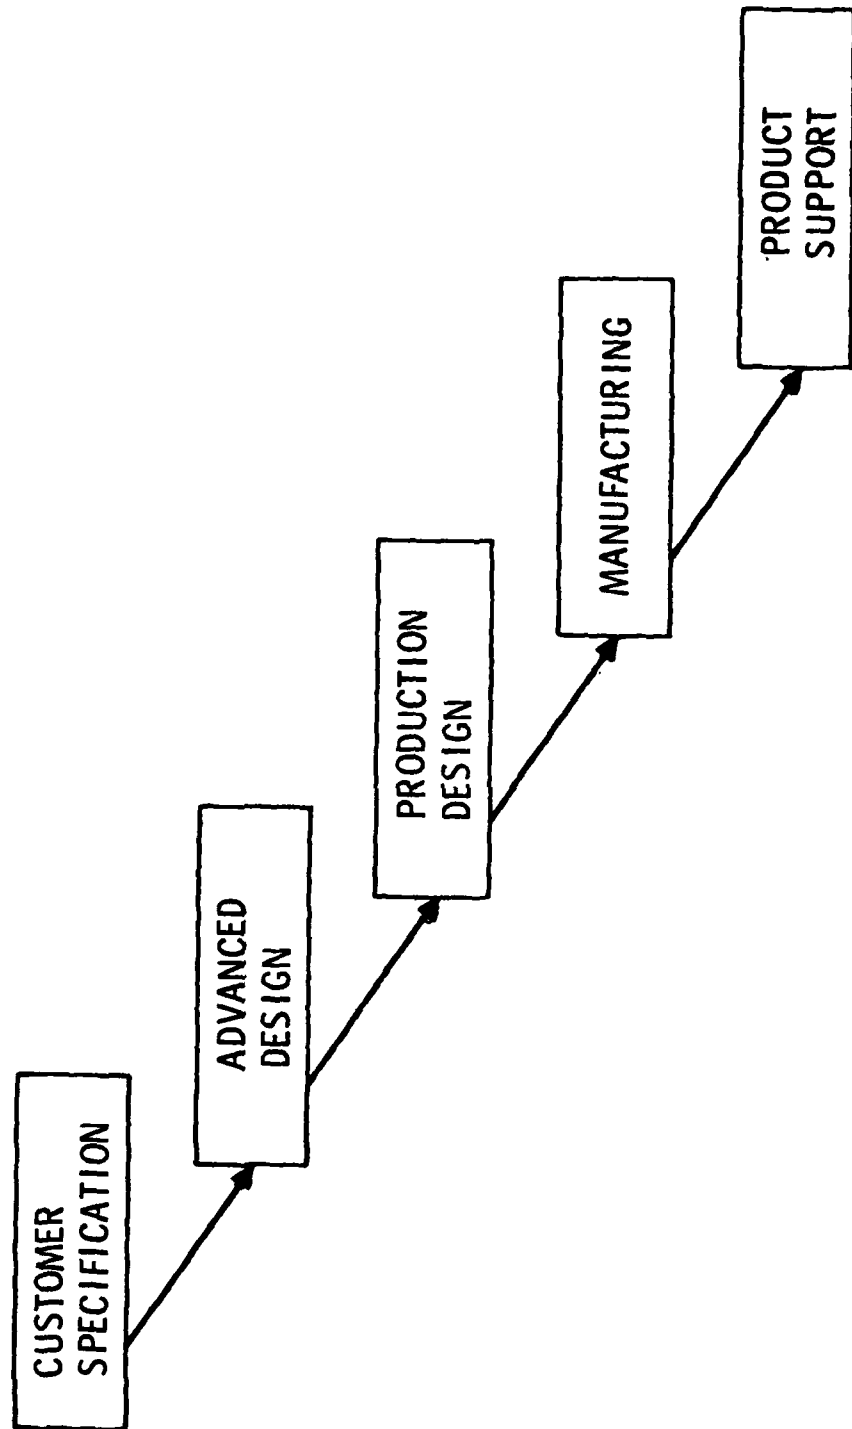 CUSTOMER
SPECIFICATION
ADVANCED
DESIGN
PRODUCTION
DESIGN
MANUFACTURING
PRODUCT
SUPPORT